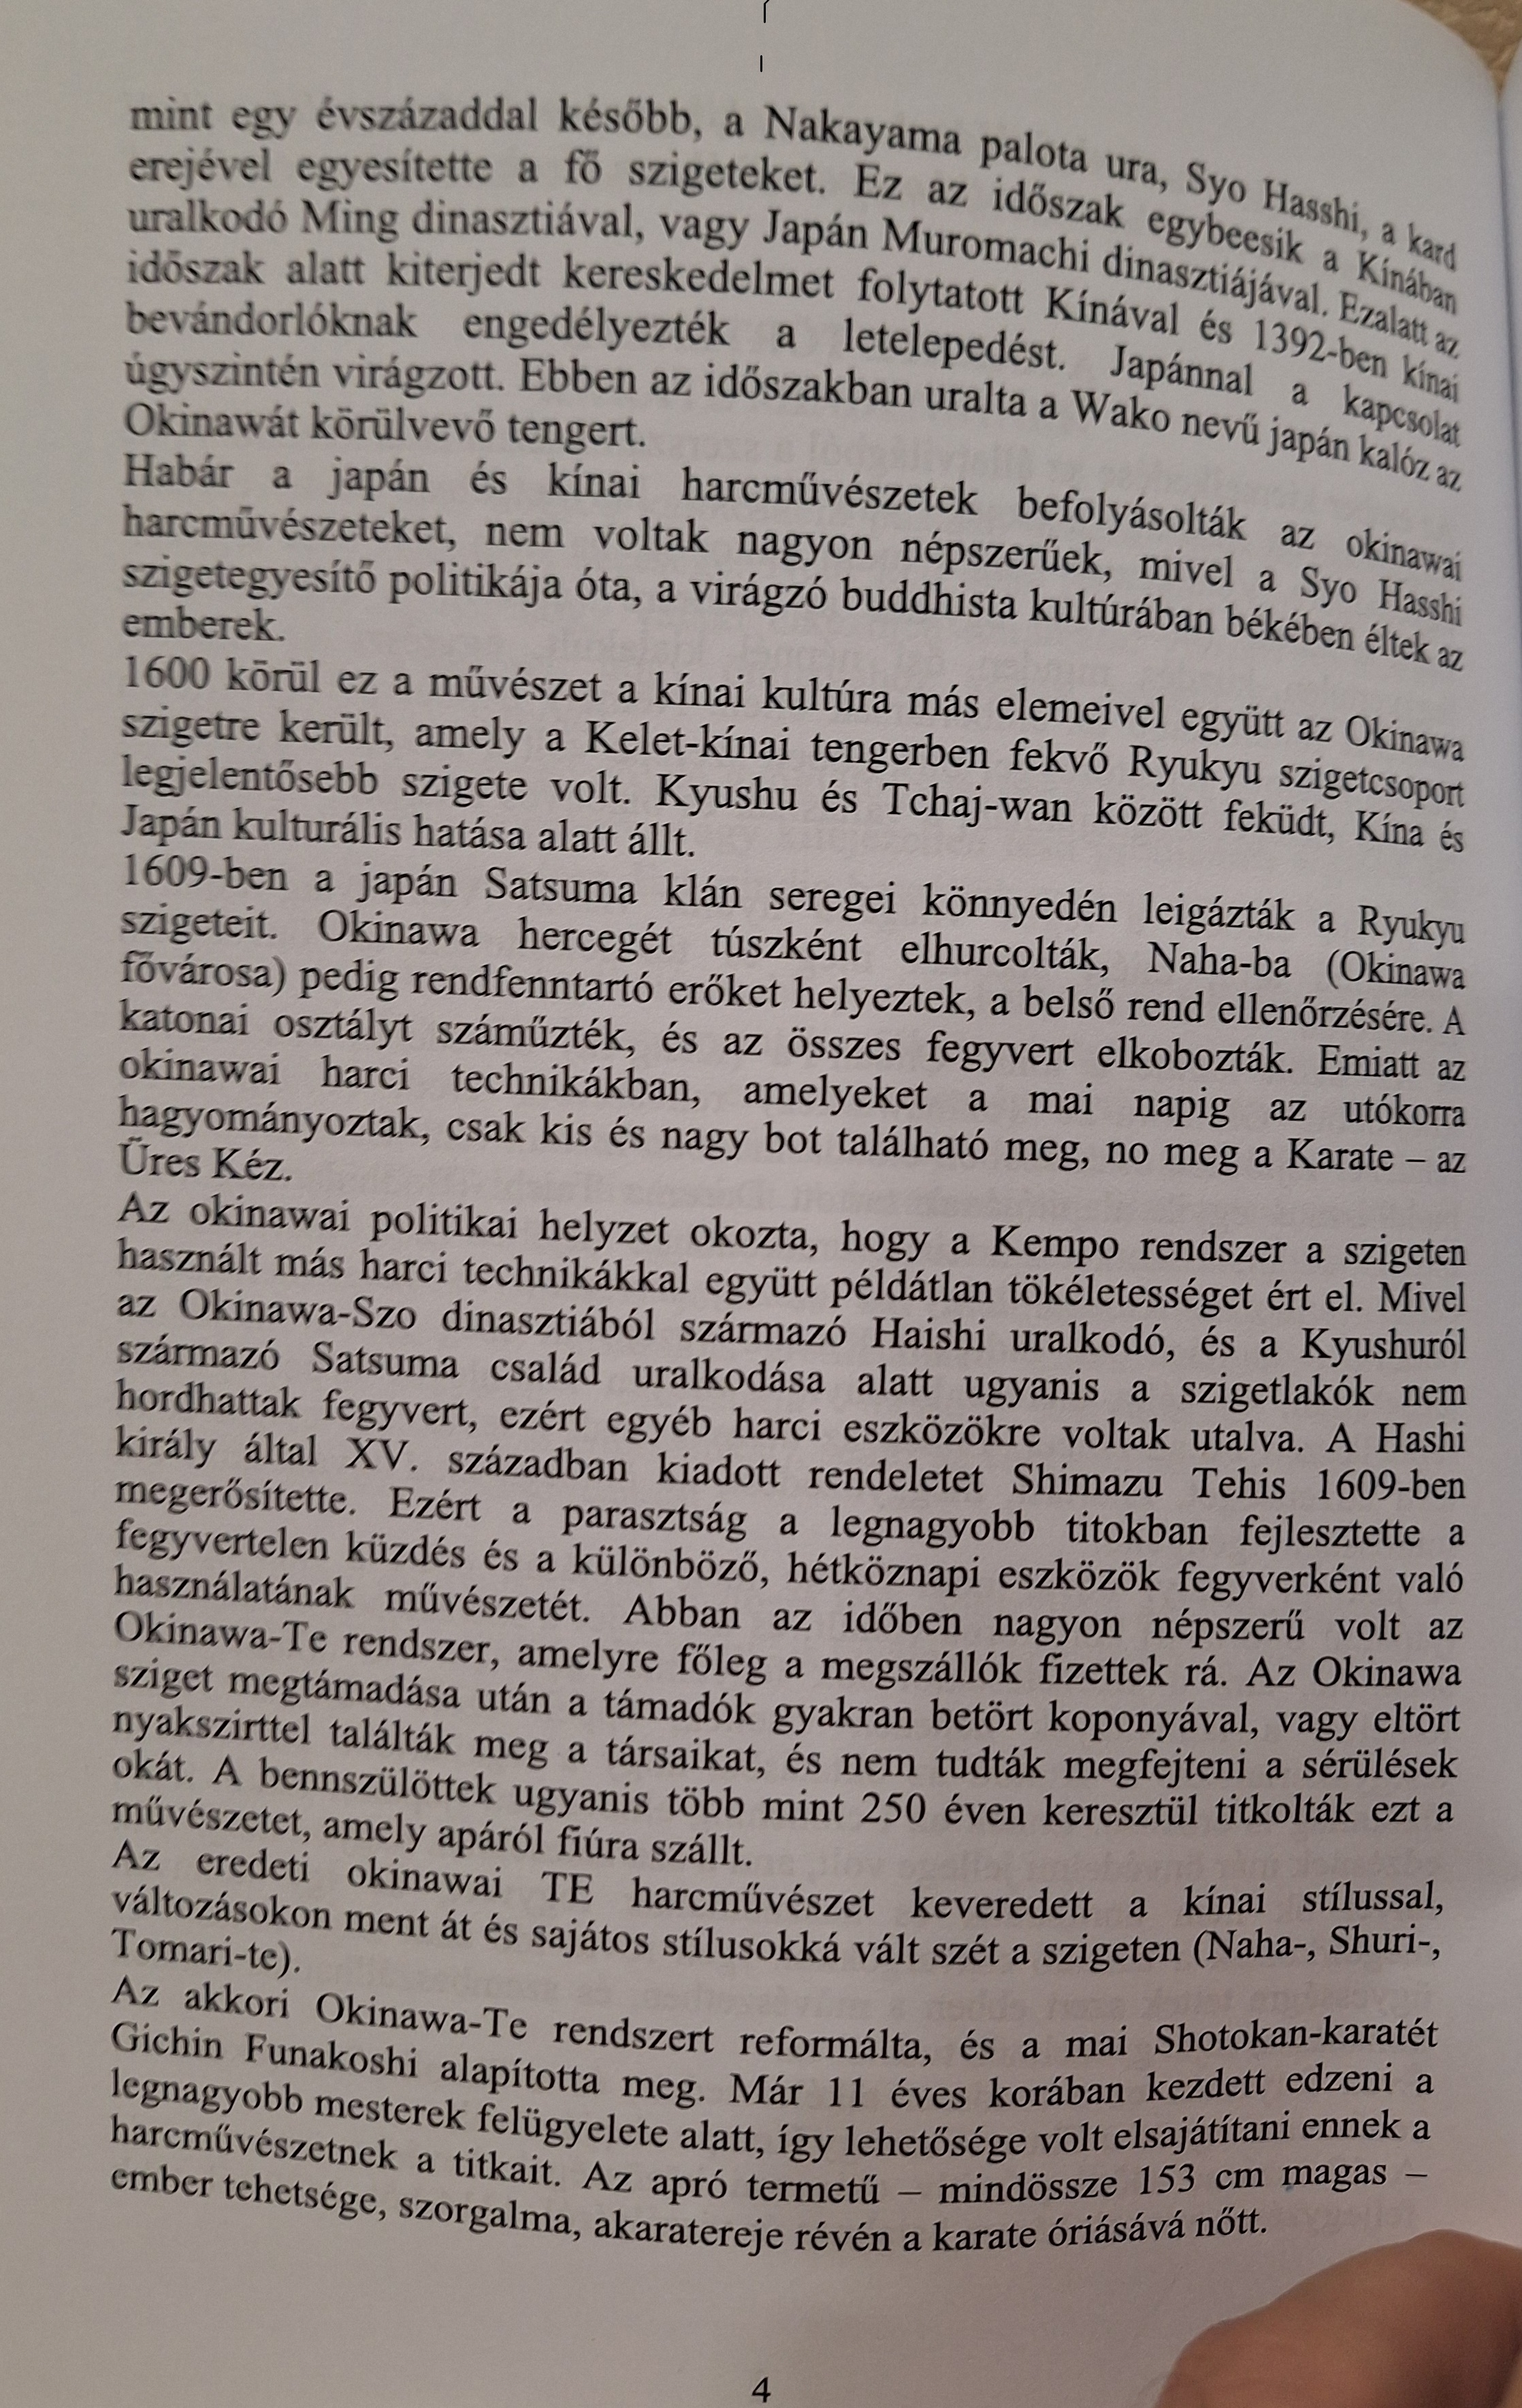 mint egy évszázaddal később, a Nakayama palota ura, Syo Hasshi, a kard
erejével egyesítette a fő szigeteket. Ez az időszak egybeesik a Kínában
uralkodó Ming dinasztiával, vagy Japán Muromachi dinasztiájával. Ezalatt az
időszak alatt kiterjedt kereskedelmet folytatott Kínával és 1392-ben kínai
bevándorlóknak engedélyezték a letelepedést. Japánnal a kapcsolat
úgyszintén virágzott. Ebben az időszakban uralta a Wako nevű japán kalóz az
Okinawát körülvevő tengert.
Habár a japán és kínai harcművészetek befolyásolták az okinawai
harcművészeteket, nem voltak nagyon népszerűek, mivel a Syo Hasshi
szigetegyesítő politikája óta, a virágzó buddhista kultúrában békében éltek az
emberek.
1600 körül ez a művészet a kínai kultúra más elemeivel együtt az Okinawa
szigetre került, amely a Kelet-kínai tengerben fekvő Ryukyu szigetcsoport
legjelentősebb szigete volt. Kyushu és Tchaj-wan között feküdt, Kína és
Japán kulturális hatása alatt állt.
1609-ben a japán Satsuma klán seregei könnyedén leigázták a Ryukyu
szigeteit. Okinawa hercegét túszként elhurcolták, Naha-ba (Okinawa
fővárosa) pedig rendfenntartó erőket helyeztek, a belső rend ellenőrzésére. A
katonai osztályt száműzték, és az összes fegyvert elkobozták. Emiatt az
okinawai harci technikákban, amelyeket a mai napig az utókorra
hagyományoztak, csak kis és nagy bot található meg, no meg a Karate – az
Üres Kéz.
Az okinawai politikai helyzet okozta, hogy a Kempo rendszer a szigeten
használt más harci technikákkal együtt példátlan tökéletességet ért el. Mivel
az Okinawa-Szo dinasztiából származó Haishi uralkodó, és a Kyushuról
származó Satsuma család uralkodása alatt ugyanis a szigetlakók nem
hordhattak fegyvert, ezért egyéb harci eszközökre voltak utalva. A Hashi
király által XV. században kiadott rendeletet Shimazu Tehis 1609-ben
megerősítette. Ezért a parasztság a legnagyobb titokban fejlesztette a
fegyvertelen küzdés és a különböző, hétköznapi eszközök fegyverként való
használatának művészetét. Abban az időben nagyon népszerű volt az
Okinawa-Te rendszer, amelyre főleg a megszállók fizettek rá. Az Okinawa
sziget megtámadása után a támadók gyakran betört koponyával, vagy eltört
nyakszirttel találták meg a társaikat, és nem tudták megfejteni a sérülések
okát. A bennszülöttek ugyanis több mint 250 éven keresztül titkolták ezt a
művészetet, amely apáról fiúra szállt.
Az eredeti okinawai TE harcművészet keveredett a kínai stílussal,
változásokon ment át és sajátos stílusokká vált szét a szigeten (Naha-, Shuri-,
Tomari-te).
Az akkori Okinawa-Te rendszert reformálta, és a mai Shotokan-karatét
Gichin Funakoshi alapította meg. Már 11 éves korában kezdett edzeni a
legnagyobb mesterek felügyelete alatt, így lehetősége volt elsajátítani ennek a
harcművészetnek a titkait. Az apró termetű – mindössze 153 cm magas –
ember tehetsége, szorgalma, akaratereje révén a karate óriásává nőtt.
4